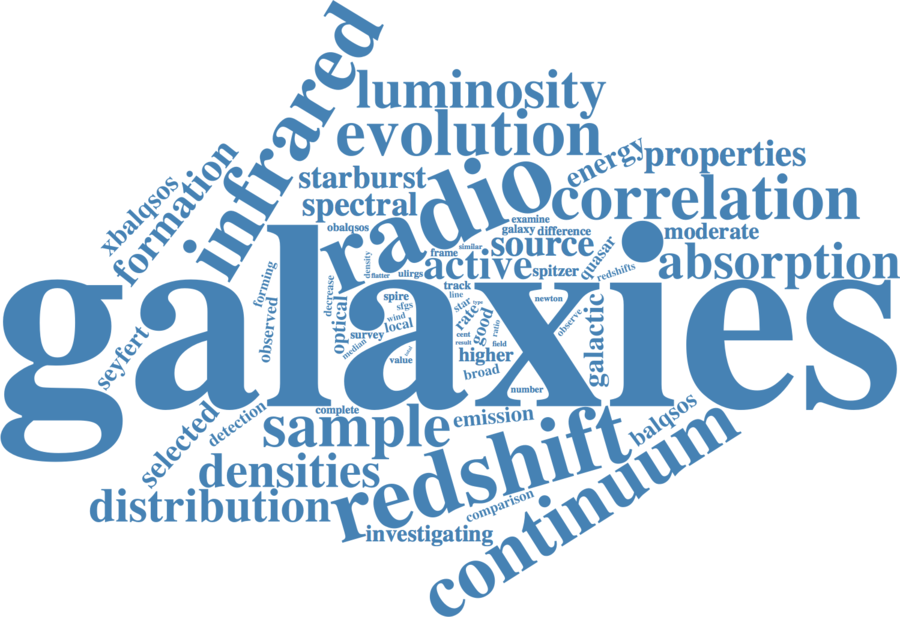 infrared
luminosity
evolution
energy
properties
formation
xbalqsos
starburst
radio
correlation
spectral
examine
obalqsos
galaxy
difference
moderate
similar
source
quasar
frame
density
flatter
ulirgs
active
spitzer
redshifts
absorption
forming
decrease
track
line
galaxies
spire
sfgs
star
type
newton
optical
wind
local
rate
good
ratio
observe
galactic
observed
survey
cent
result
field
median
value
total
higher
broad
seyfert
number
selected
detection
complete
sample
emission
balqsos
redshift
densities
continuum
distribution
comparison
investigating